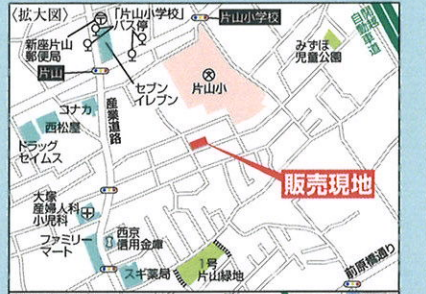 〈拡大図〉
「片山小学校」
バス停
片山小学校
新座片山
郵便局
片山
セブン
イレブン
片山小
みずほ
児童公園
関越
自動車道
コナカ
西松屋
ドラッグ
セイムス
産業道路
販売現地
大塚
産婦人科
小児科
ファミリー
マート
西京
信用金庫
スギ薬局
1号
片山緑地
前原橋通り